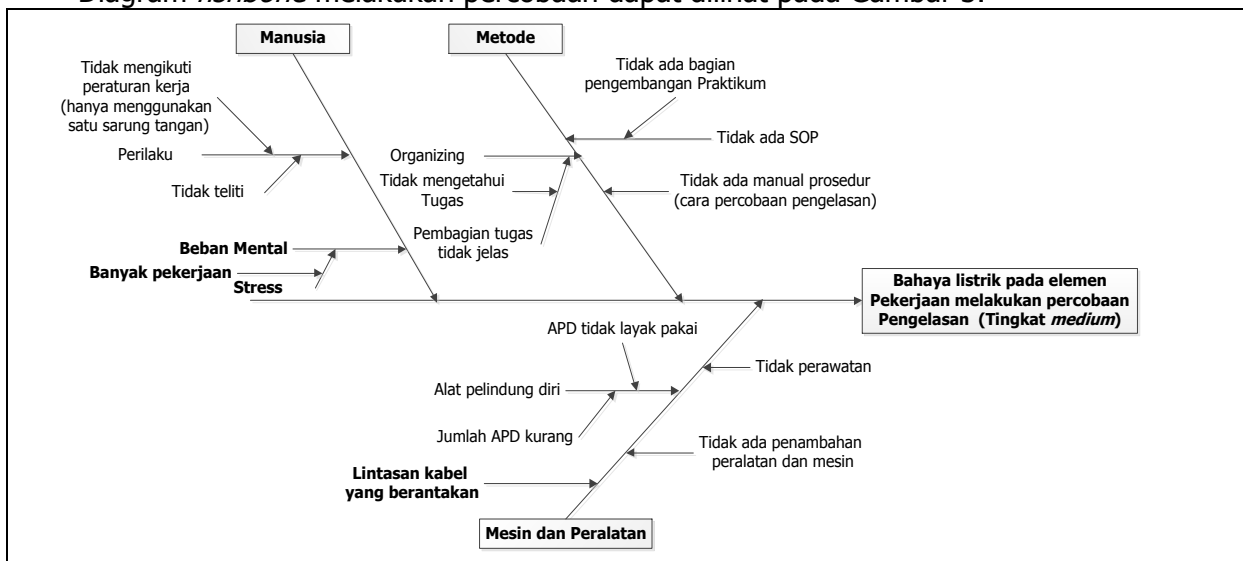 Diagram fishbone melakukan percobaan dapat dilihat pada Gambar
Manusia
Metode
Tidak mengikuti
peraturan kerja
(hanya menggunakan
satu sarung tangan)
Perilaku
Tidak teliti
Beban Mental
Banyak pekerjaan
Stress
Tidak ada bagian
pengembangan Praktikum
Tidak ada SOP
Organizing
Tidak mengetahui
Tugas
Pembagian tugas
tidak jelas
Tidak ada manual prosedur
(cara percobaan pengelasan)
Bahaya listrik pada elemen
Pekerjaan melakukan percobaan
Pengelasan (Tingkat medium)
APD tidak layak pakai
Alat pelindung diri
Jumlah APD kurang
Tidak perawatan
Tidak ada penambahan
peralatan dan mesin
Lintasan kabel
yang berantakan
Mesin dan Peralatan